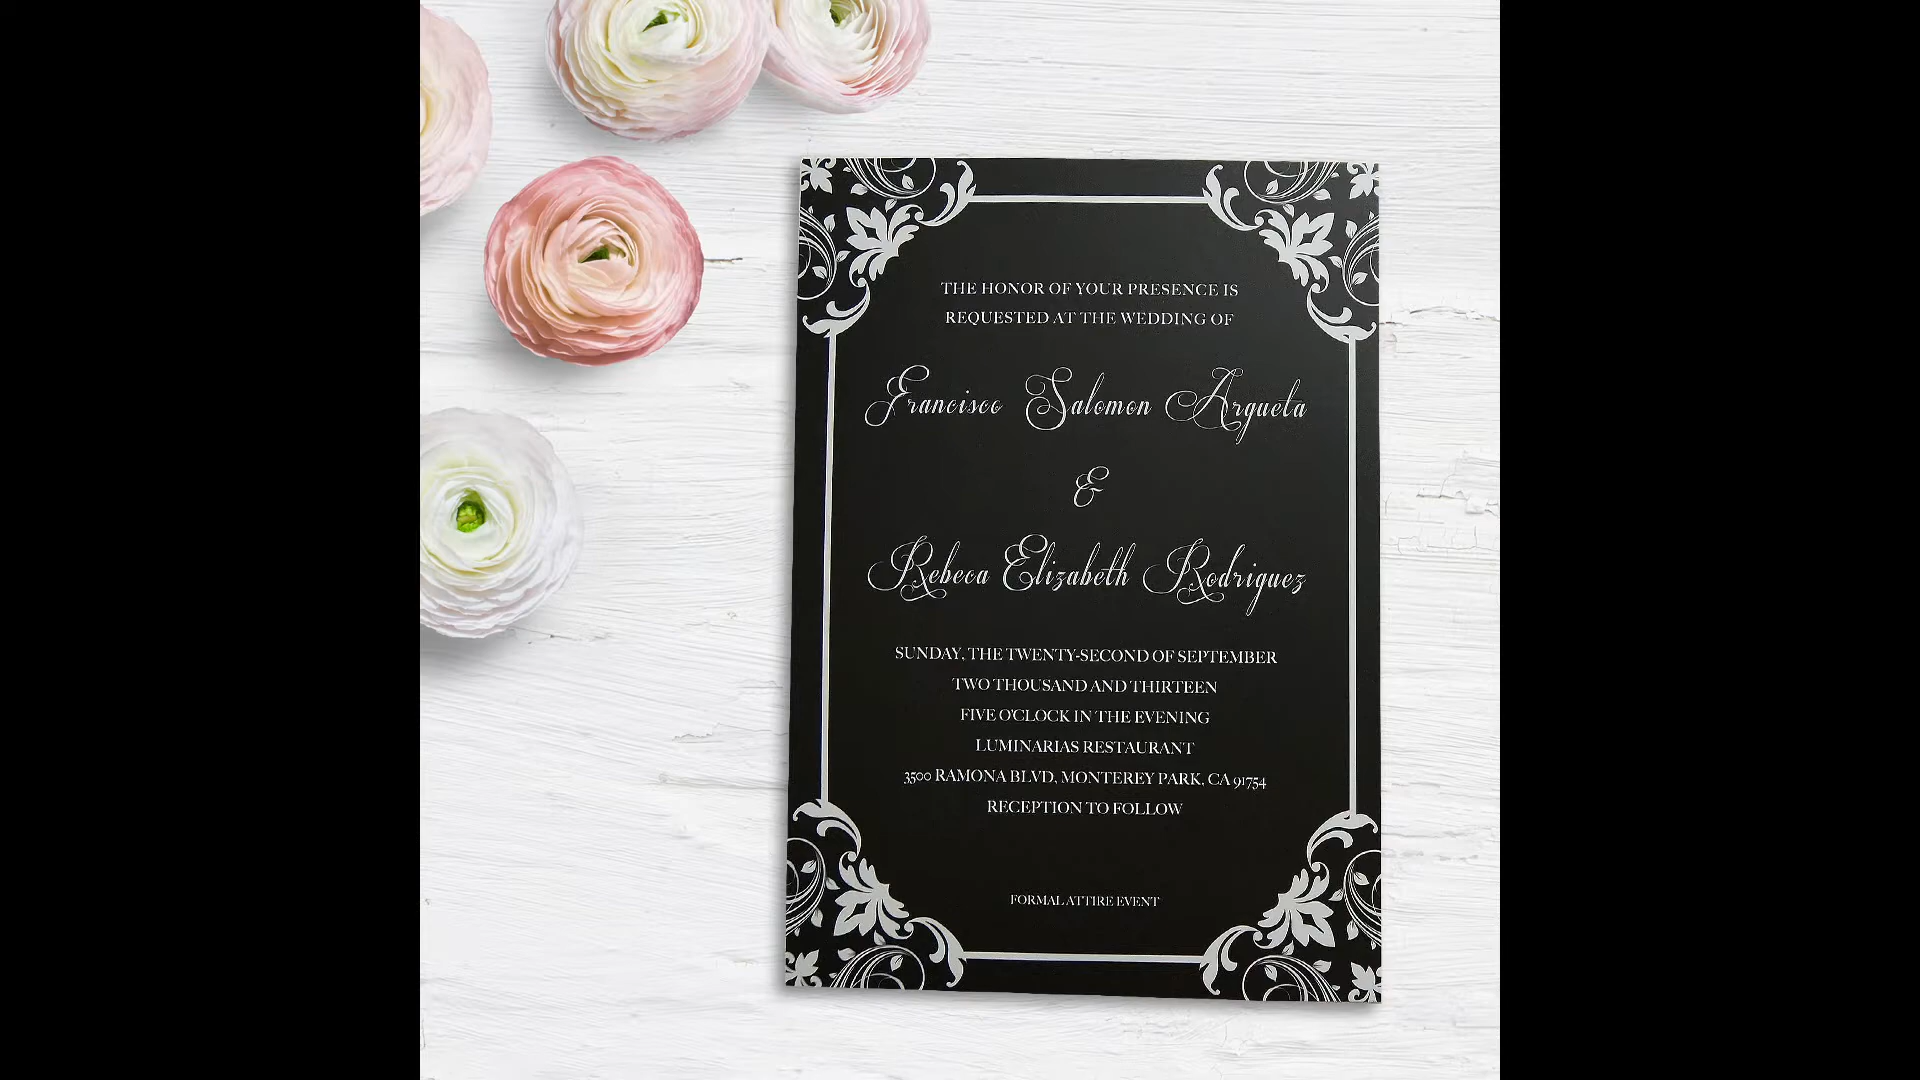 THE HONOR OF YOUR PRESENCE IS
REQUESTED AT THE WEDDING OF
Francisco Salomon Argueta
&
Rebeca Elizabeth Rodriguez
SUNDAY, THE TWENTY-SECOND OF SEPTEMBER
TWO THOUSAND AND THIRTEEN
FIVE O'CLOCK IN THE EVENING
LUMINARIAS RESTAURANT
3500 RAMONA BLVD, MONTEREY PARK, CA 91754
RECEPTION TO FOLLOW
FORMAL ATTIRE EVENT